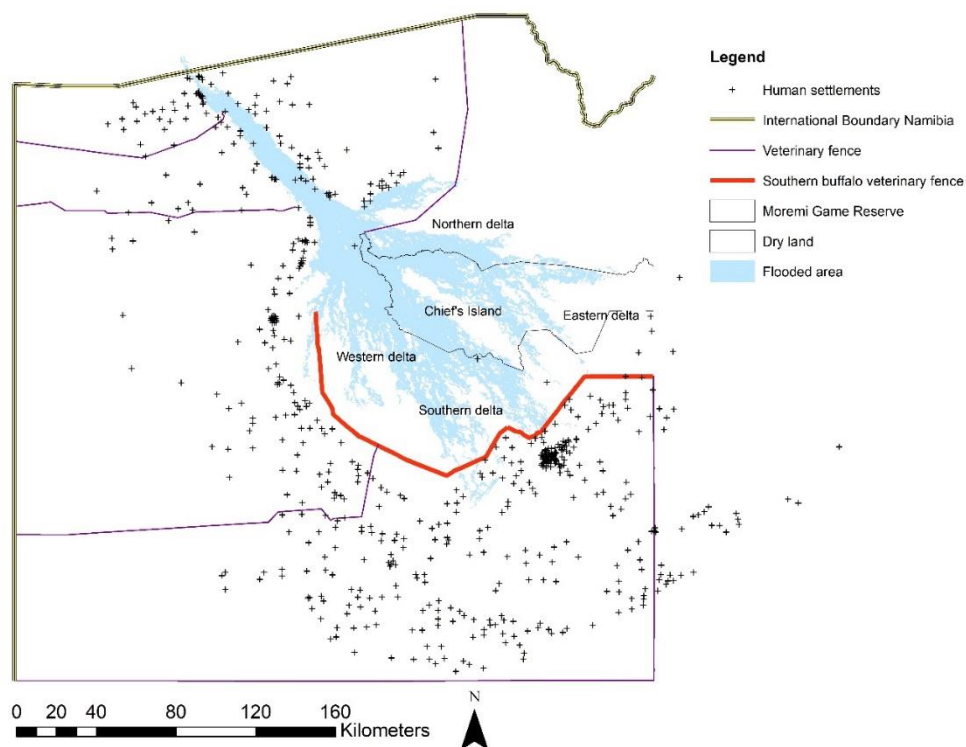 Legend
Human settlements
International Boundary Namibia
Veterinary fence
Southern buffalo veterinary fence
Moremi Game Reserve
Dry land
Flooded area
Northern delta
Chief's Island
Eastern delta
Western delta
Southern delta
N
0 20 40 80 120 160
Kilometers